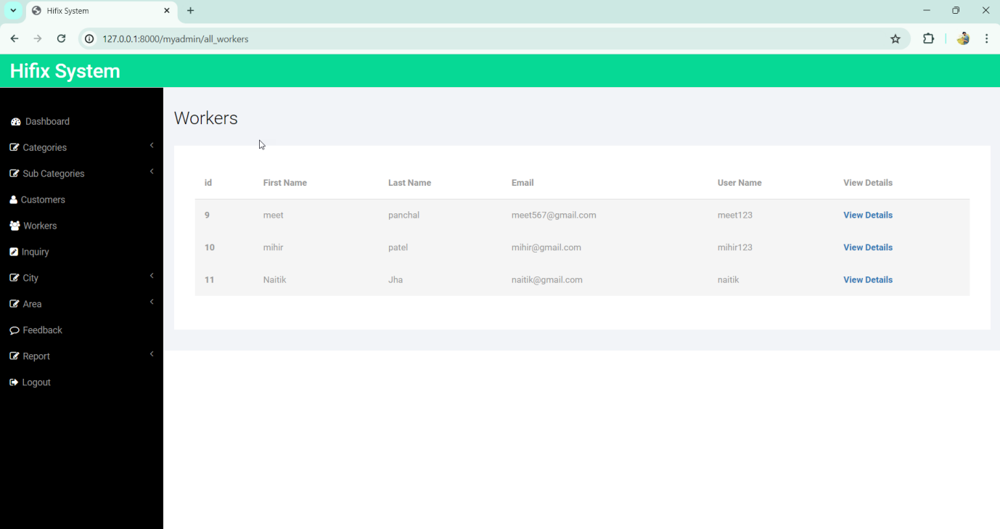 Hifix System
127.0.0.1:8000/myadmin/all_workers
Hifix System
Dashboard
Categories
Sub Categories
Customers
Workers
Inquiry
City
Area
Feedback
Report
Logout
Workers
id First Name Last Name Email User Name View Details
9 meet panchal meet567@gmail.com meet123 View Details
10 mihir patel mihir@gmail.com mihir123 View Details
11 Naitik Jha naitik@gmail.com naitik View Details